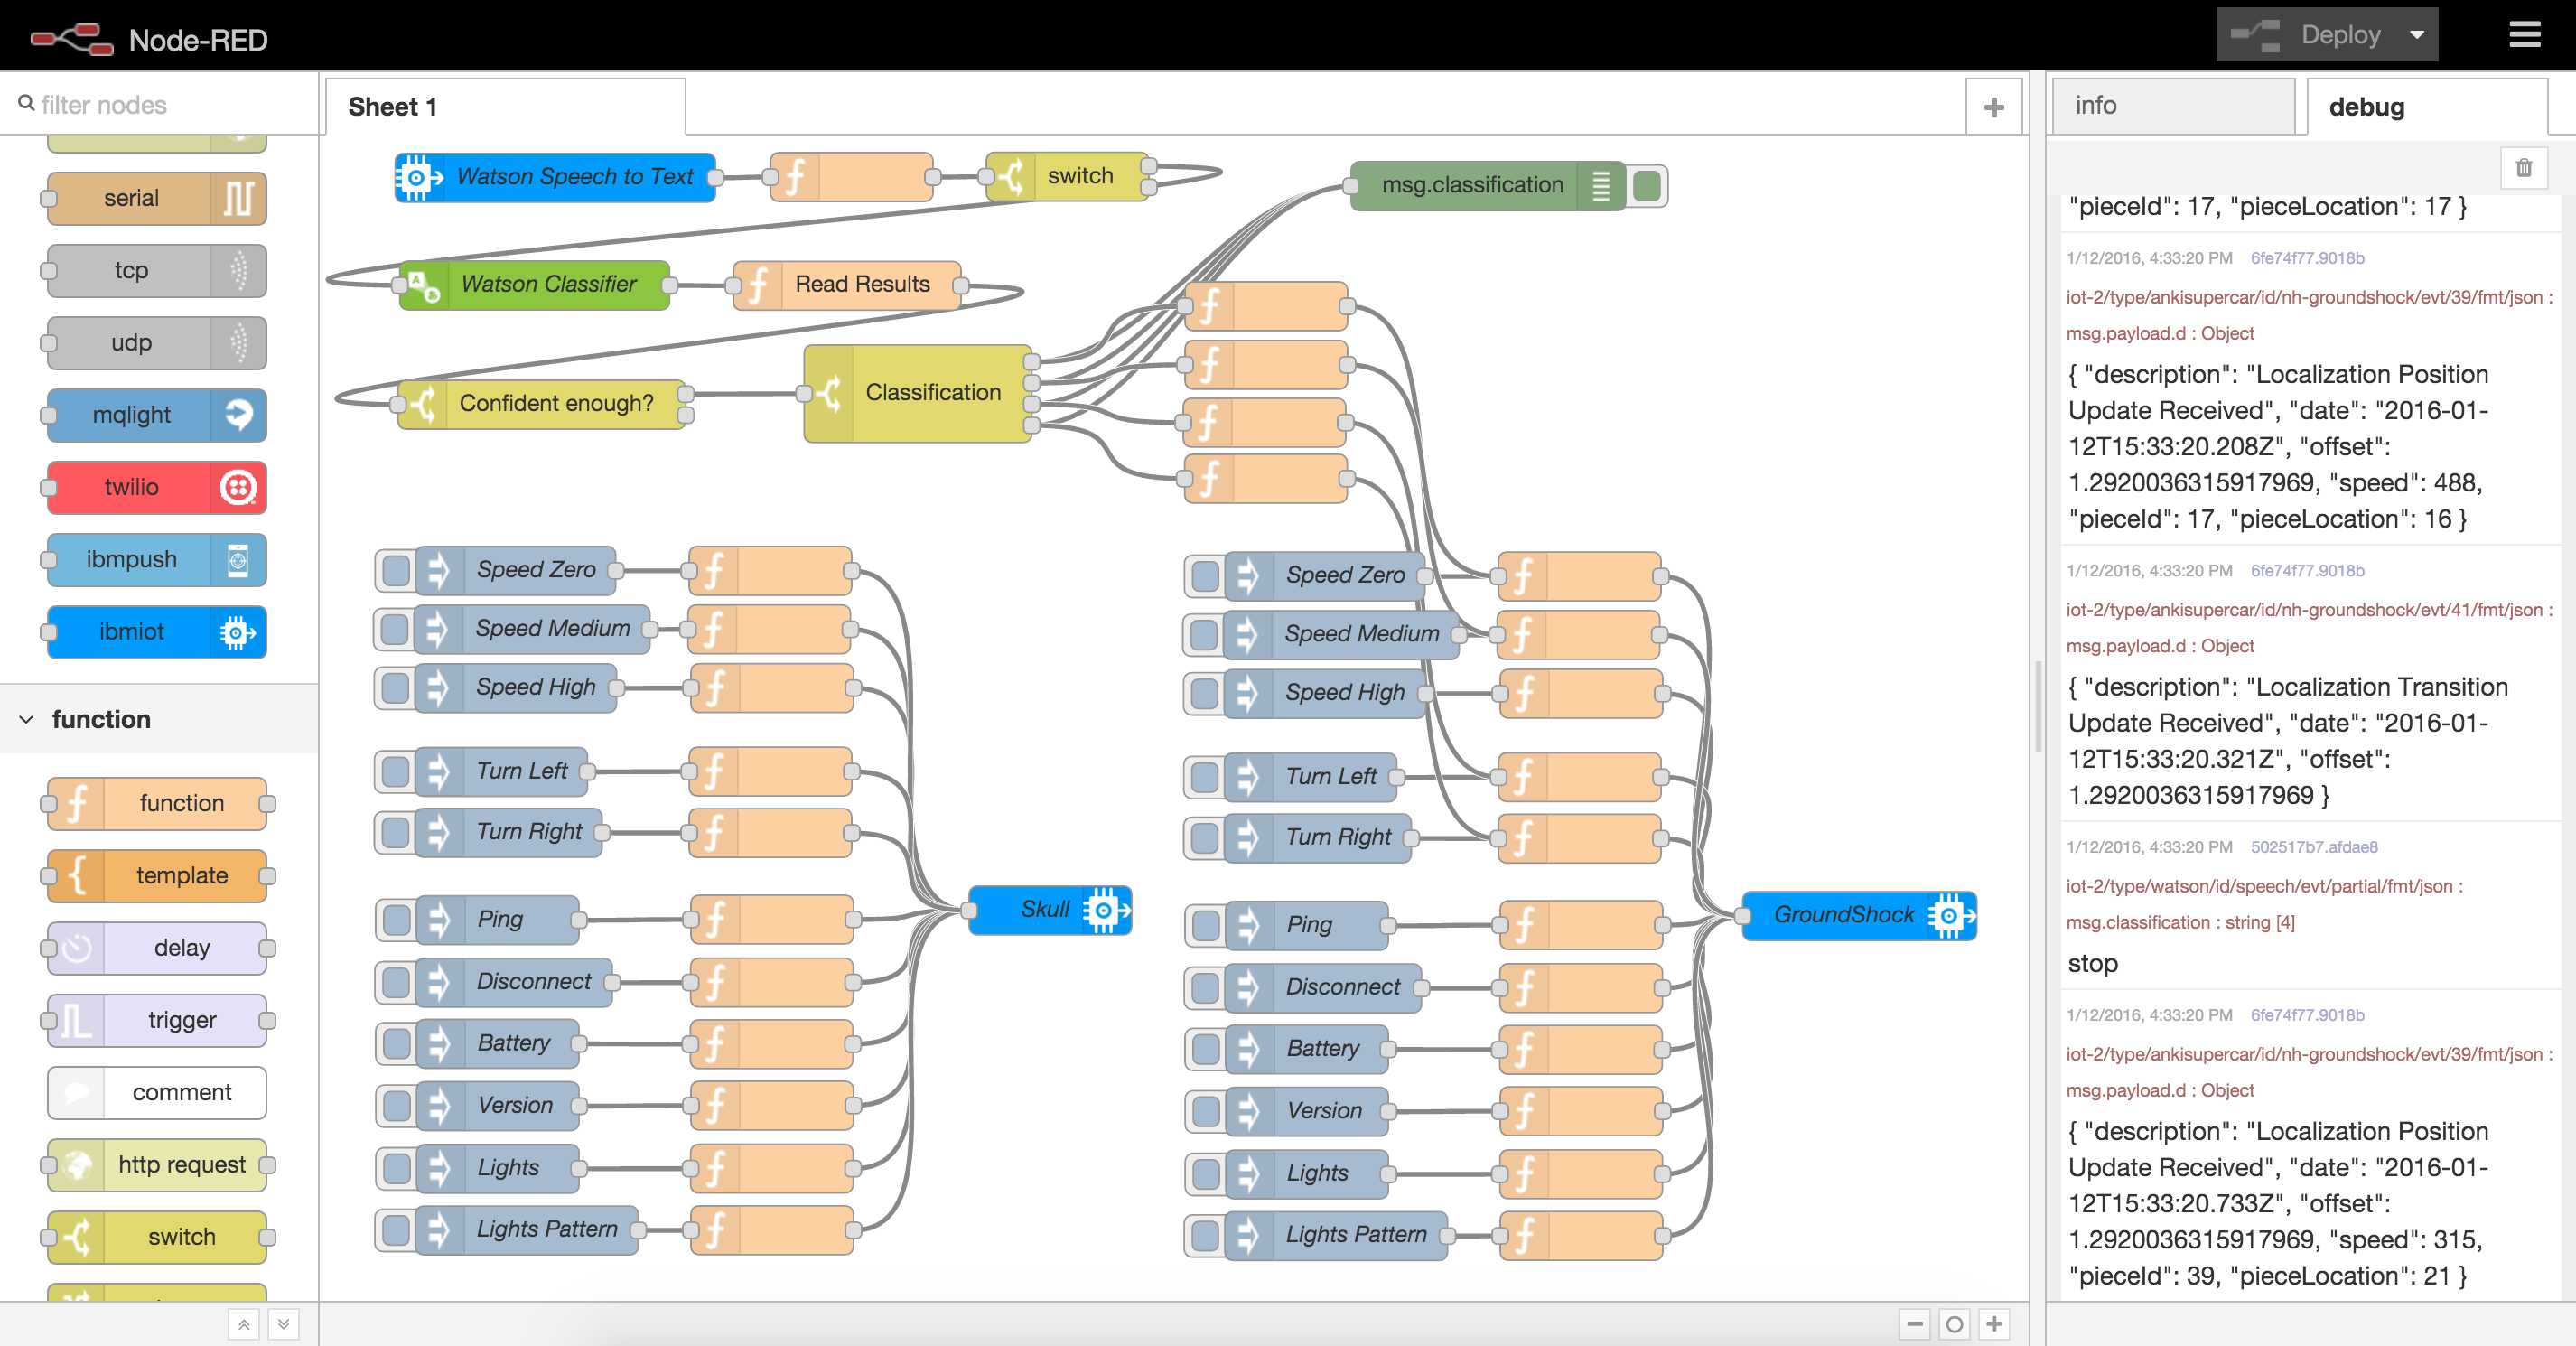 Node-RED
Deploy
filter nodes
serial
tcp
udp
mqlight
twilio
ibmpush
ibmiot
function
function
template
delay
trigger
comment
http request
switch
Sheet 1
Watson Speech to Text
switch
msg.classification
Watson Classifier
Read Results
Confident enough?
Classification
Speed Zero
Speed Medium
Speed High
Turn Left
Turn Right
Ping
Disconnect
Battery
Version
Lights
Lights Pattern
Skull
Speed Zero
Speed Medium
Speed High
Turn Left
Turn Right
Ping
Disconnect
Battery
Version
Lights
Lights Pattern
GroundShock
info
debug
"pieceId": 17, "pieceLocation": 17 }
1/12/2016, 4:33:20 PM 6fe74f77.9018b
iot-2/type/ankisupercar/id/nh-groundshock/evt/39/fmt/json :
msg.payload.d : Object
{ "description": "Localization Position
Update Received", "date": "2016-01-
12T15:33:20.208Z", "offset":
1.2920036315917969, "speed": 488,
"pieceId": 17, "pieceLocation": 16 }
1/12/2016, 4:33:20 PM 6fe74f77.9018b
iot-2/type/ankisupercar/id/nh-groundshock/evt/41/fmt/json :
msg.payload.d : Object
{ "description": "Localization Transition
Update Received", "date": "2016-01-
12T15:33:20.321Z", "offset":
1.2920036315917969 }
1/12/2016, 4:33:20 PM 502517b7.afdae8
iot-2/type/watson/id/speech/evt/partial/fmt/json :
msg.classification : string [4]
stop
1/12/2016, 4:33:20 PM 6fe74f77.9018b
iot-2/type/ankisupercar/id/nh-groundshock/evt/39/fmt/json :
msg.payload.d : Object
{ "description": "Localization Position
Update Received", "date": "2016-01-
12T15:33:20.733Z", "offset":
1.2920036315917969, "speed": 315,
"pieceId": 39, "pieceLocation": 21 }